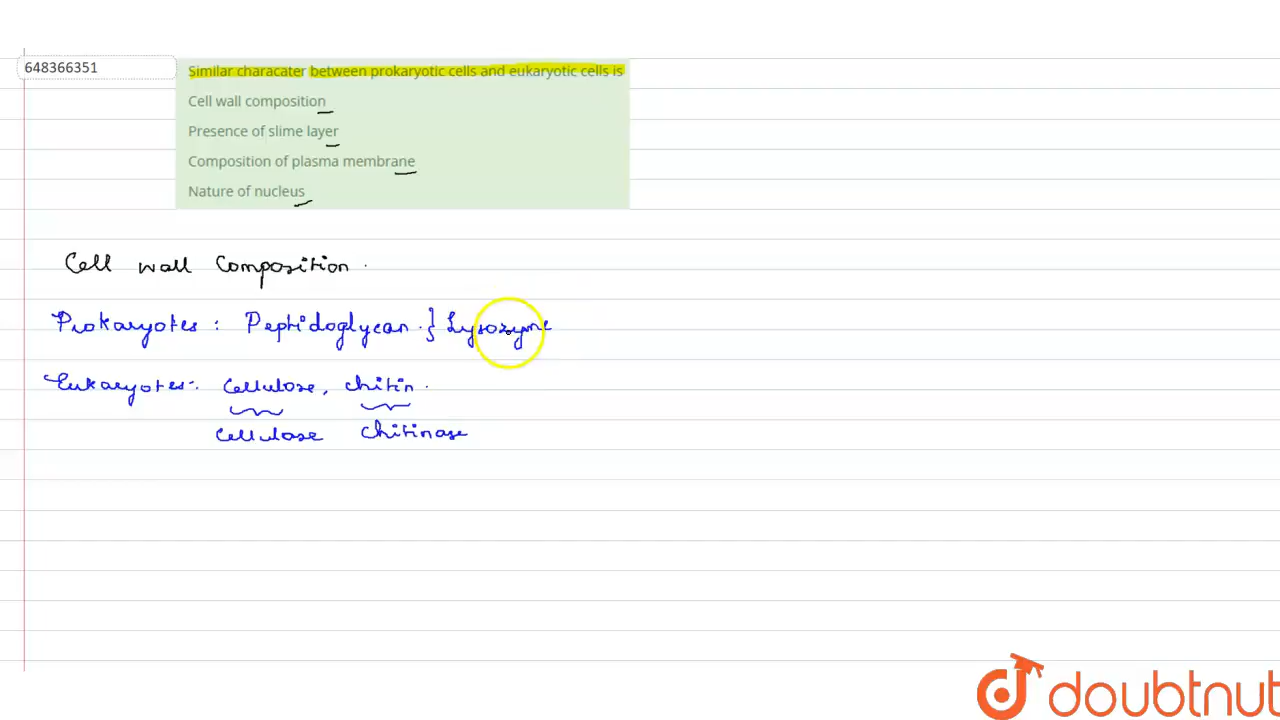 648366351
Similar characater between prokaryotic cells and eukaryotic cells is
Cell wall composition
Presence of slime layer
Composition of plasma membrane
Nature of nucleus
Cell wall Composition.
Prokaryotes: Peptidoglycan.} Lysozyme
Eukaryotes: Cellulose, Chitin.
Cellulase Chitinase
doubtnut